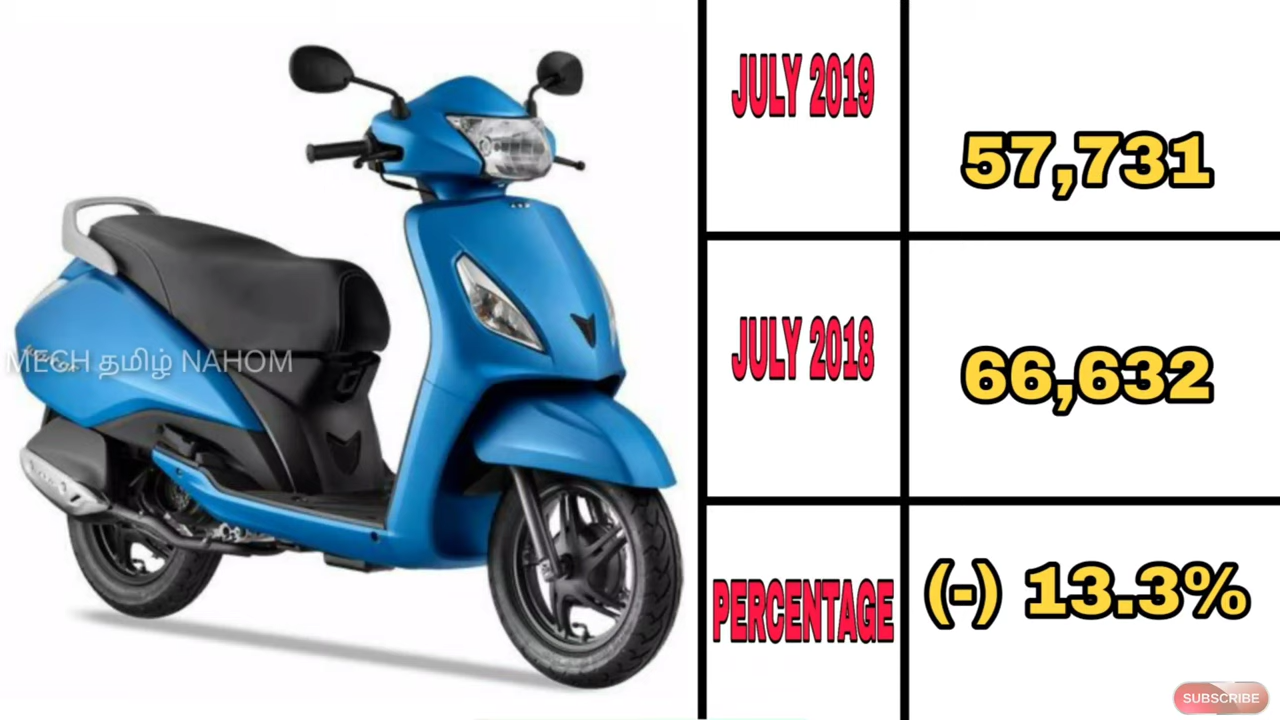 JULY 2019
57,731
JULY 2018
66,632
MECH தமிழ் NAHOM
PERCENTAGE
(-) 13.3%
SUBSCRIBE